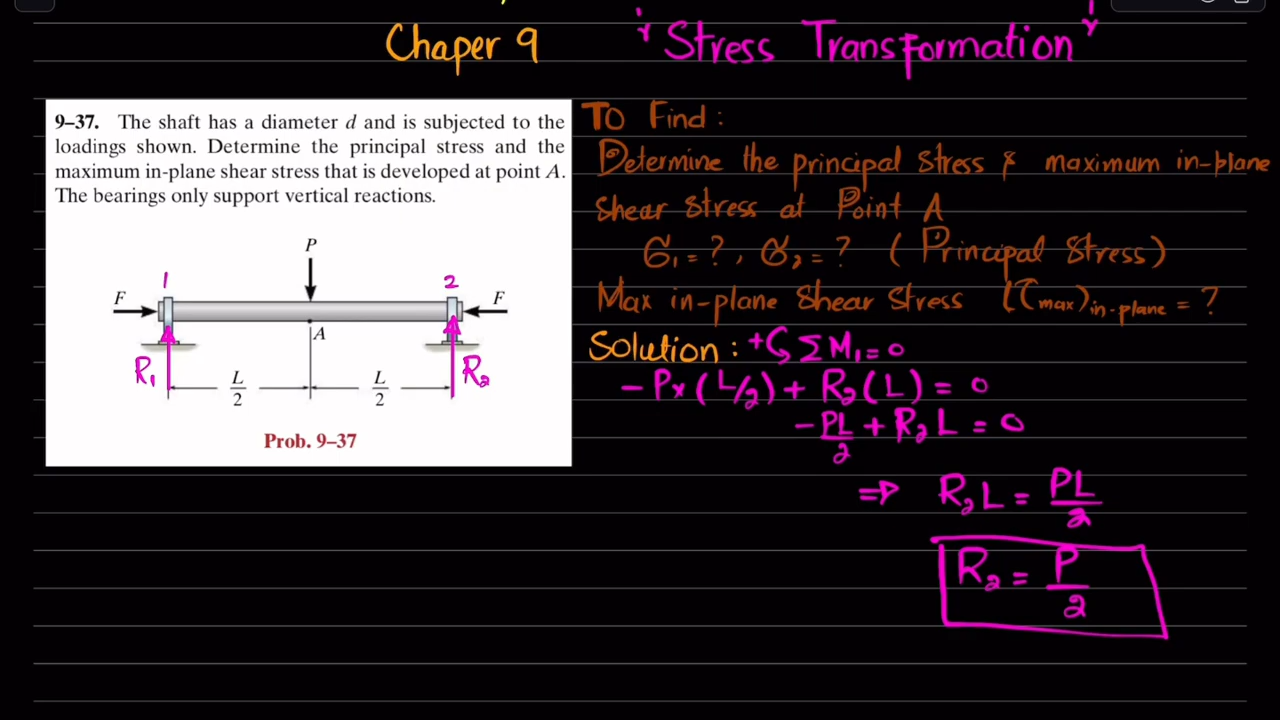 Chaper 9
"Stress Transformation"
9–37. The shaft has a diameter d and is subjected to the
loadings shown. Determine the principal stress and the
maximum in-plane shear stress that is developed at point A.
The bearings only support vertical reactions.
P
1
2
F
F
A
R₁
R₂
L/2
L/2
Prob. 9–37
To Find :
Determine the principal stress & maximum in-plane
Shear stress at Point A
σ₁ = ? , σ₂ = ? ( Principal Stress )
Max in-plane Shear Stress (τmax)in-plane = ?
Solution : +↺ ΣM₁ = 0
− P× ( L/2 ) + R₂ ( L ) = 0
− PL/2 + R₂ L = 0
⇒ R₂ L = PL/2
R₂ = P/2